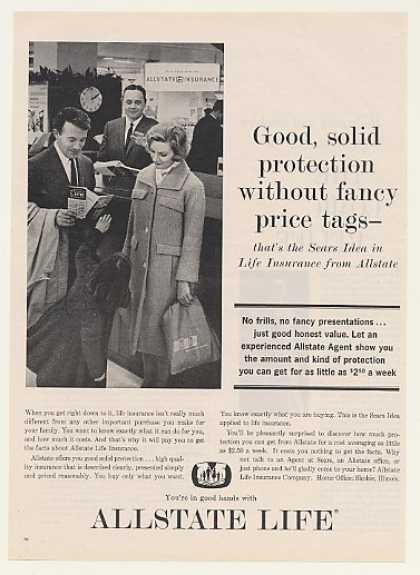 ALLSTATE INSURANCE
LIFE
Good, solid
protection
without fancy
price tags—
that's the Sears Idea in
Life Insurance from Allstate
No frills, no fancy presentations...
just good honest value. Let an
experienced Allstate Agent show you
the amount and kind of protection
you can get for as little as $2⁵⁰ a week
When you get right down to it, life insurance isn't really much
different from any other important purchase you make for
your family. You want to know exactly what it can do for you,
and how much it costs. And that's why it will pay you to get
the facts about Allstate Life Insurance.
Allstate offers you good solid protection... high qual-
ity insurance that is described clearly, presented simply
and priced reasonably. You buy only what you want.
You know exactly what you are buying. This is the Sears Idea
applied to life insurance.
You'll be pleasantly surprised to discover how much pro-
tection you can get from Allstate for a cost averaging as little
as $2.50 a week. It costs you nothing to get the facts. Why
not talk to an Agent at Sears, an Allstate office, or
just phone and he'll gladly come to your home? Allstate
Life Insurance Company. Home Office: Skokie, Illinois.
You're in good hands with
ALLSTATE LIFE®